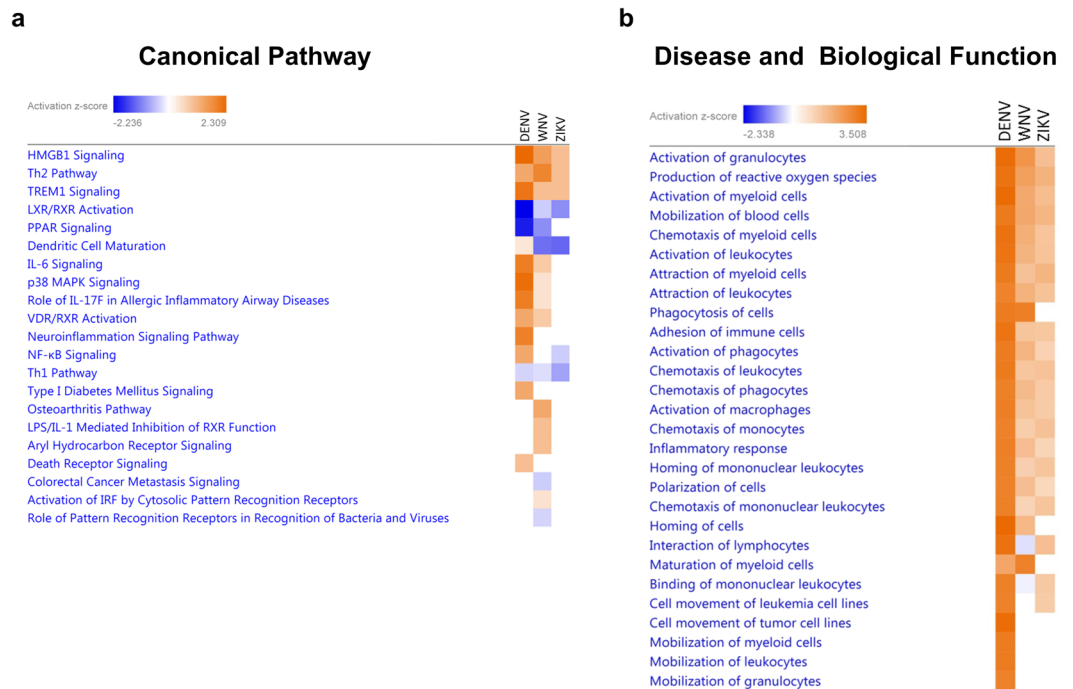 a
Canonical Pathway
Activation z-score
-2.236 2.309
DENV
WNV
ZIKV
HMGB1 Signaling
Th2 Pathway
TREM1 Signaling
LXR/RXR Activation
PPAR Signaling
Dendritic Cell Maturation
IL-6 Signaling
p38 MAPK Signaling
Role of IL-17F in Allergic Inflammatory Airway Diseases
VDR/RXR Activation
Neuroinflammation Signaling Pathway
NF-κB Signaling
Th1 Pathway
Type I Diabetes Mellitus Signaling
Osteoarthritis Pathway
LPS/IL-1 Mediated Inhibition of RXR Function
Aryl Hydrocarbon Receptor Signaling
Death Receptor Signaling
Colorectal Cancer Metastasis Signaling
Activation of IRF by Cytosolic Pattern Recognition Receptors
Role of Pattern Recognition Receptors in Recognition of Bacteria and Viruses
b
Disease and Biological Function
Activation z-score
-2.338 3.508
DENV
WNV
ZIKV
Activation of granulocytes
Production of reactive oxygen species
Activation of myeloid cells
Mobilization of blood cells
Chemotaxis of myeloid cells
Activation of leukocytes
Attraction of myeloid cells
Attraction of leukocytes
Phagocytosis of cells
Adhesion of immune cells
Activation of phagocytes
Chemotaxis of leukocytes
Chemotaxis of phagocytes
Activation of macrophages
Chemotaxis of monocytes
Inflammatory response
Homing of mononuclear leukocytes
Polarization of cells
Chemotaxis of mononuclear leukocytes
Homing of cells
Interaction of lymphocytes
Maturation of myeloid cells
Binding of mononuclear leukocytes
Cell movement of leukemia cell lines
Cell movement of tumor cell lines
Mobilization of myeloid cells
Mobilization of leukocytes
Mobilization of granulocytes